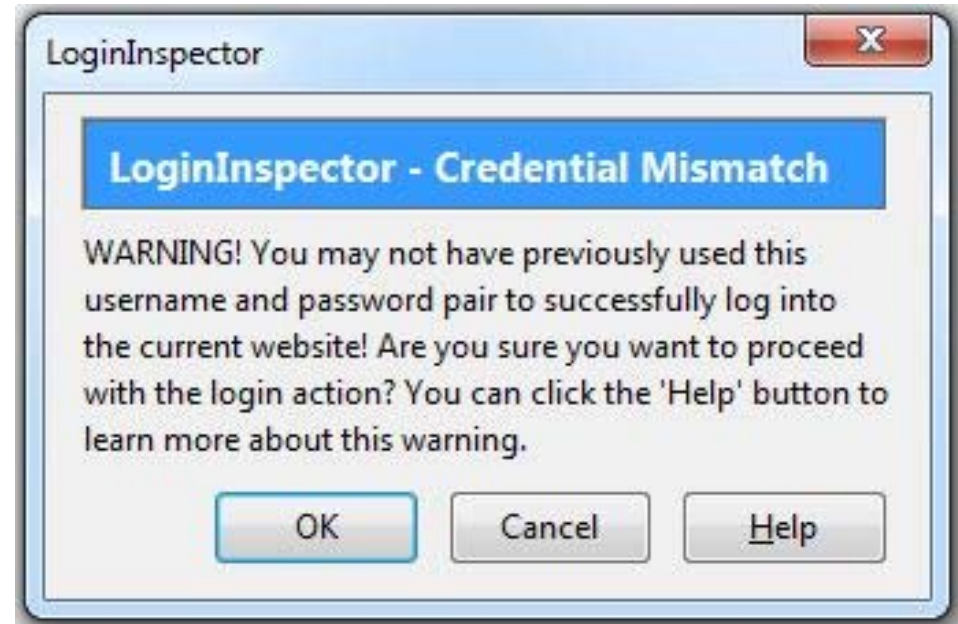 LoginInspector
LoginInspector - Credential Mismatch
WARNING! You may not have previously used this
username and password pair to successfully log into
the current website! Are you sure you want to proceed
with the login action? You can click the 'Help' button to
learn more about this warning.
OK Cancel Help